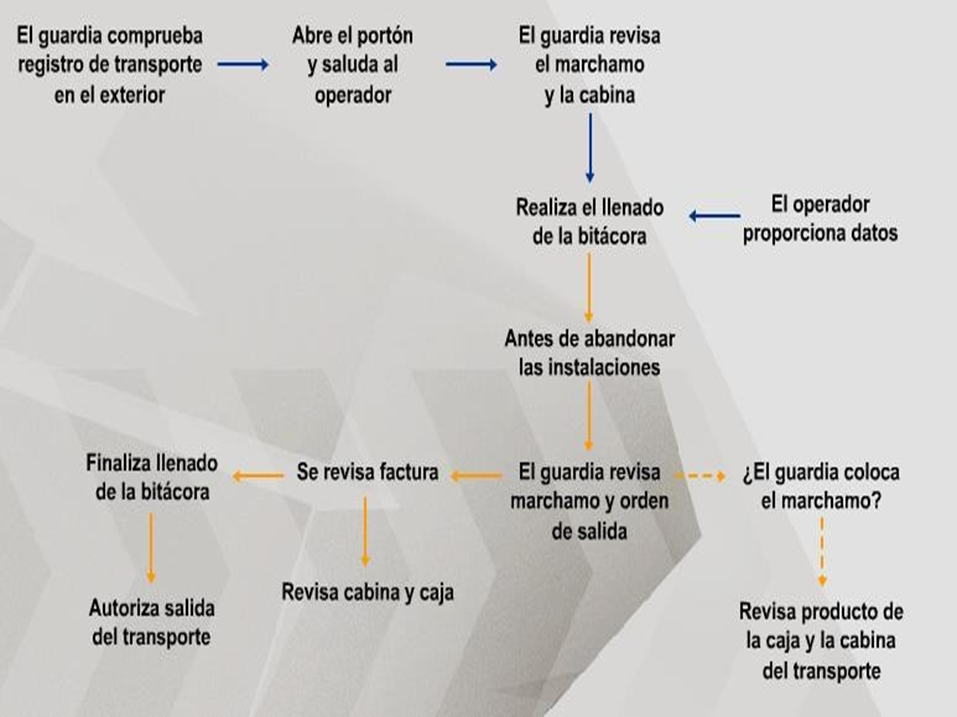 El guardia comprueba
registro de transporte
en el exterior
Abre el portón
y saluda al
operador
El guardia revisa
el marchamo
y la cabina
Realiza el llenado
de la bitácora
El operador
proporciona datos
Antes de abandonar
las instalaciones
Finaliza llenado
de la bitácora
Se revisa factura
El guardia revisa
marchamo y orden
de salida
¿El guardia coloca
el marchamo?
Autoriza salida
del transporte
Revisa cabina y caja
Revisa producto de
la caja y la cabina
del transporte